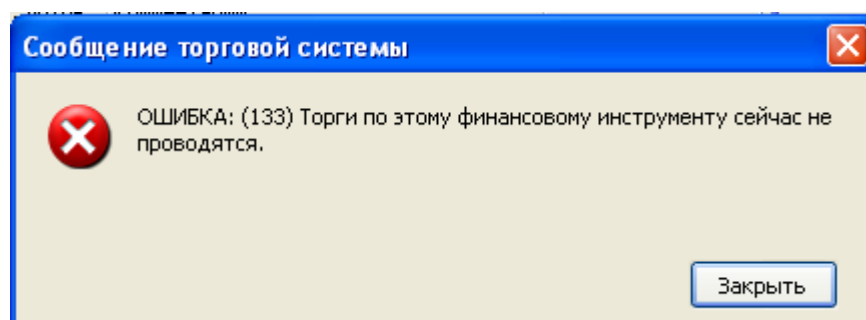 Сообщение торговой системы
ОШИБКА: (133) Торги по этому финансовому инструменту сейчас не
проводятся.
Закрыть